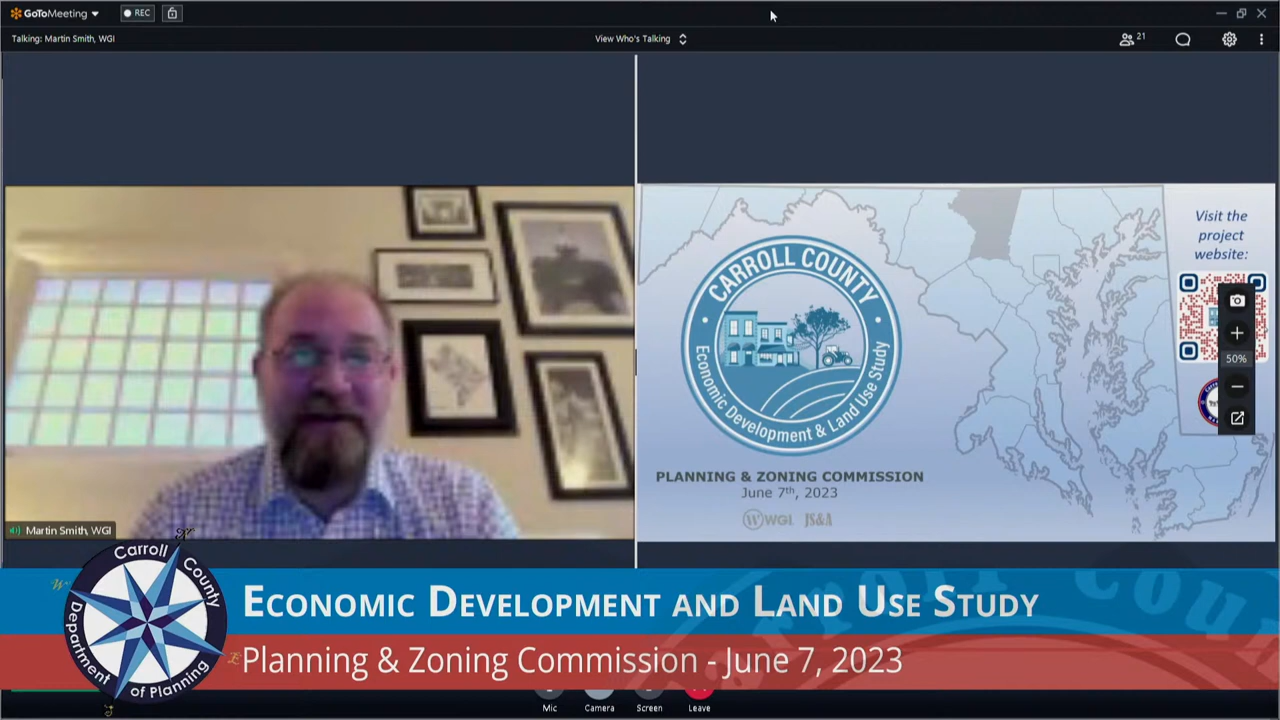 GoToMeeting
REC
Talking: Martin Smith, WGI
View Who's Talking
21
Visit the
project
website:
CARROLL COUNTY
Economic Development & Land Use Study
50%
PLANNING & ZONING COMMISSION
June 7th, 2023
WGI JS&A
Martin Smith, WGI
Carroll County
Department of Planning
ECONOMIC DEVELOPMENT AND LAND USE STUDY
Planning & Zoning Commission - June 7, 2023
Mic
Camera
Screen
Leave